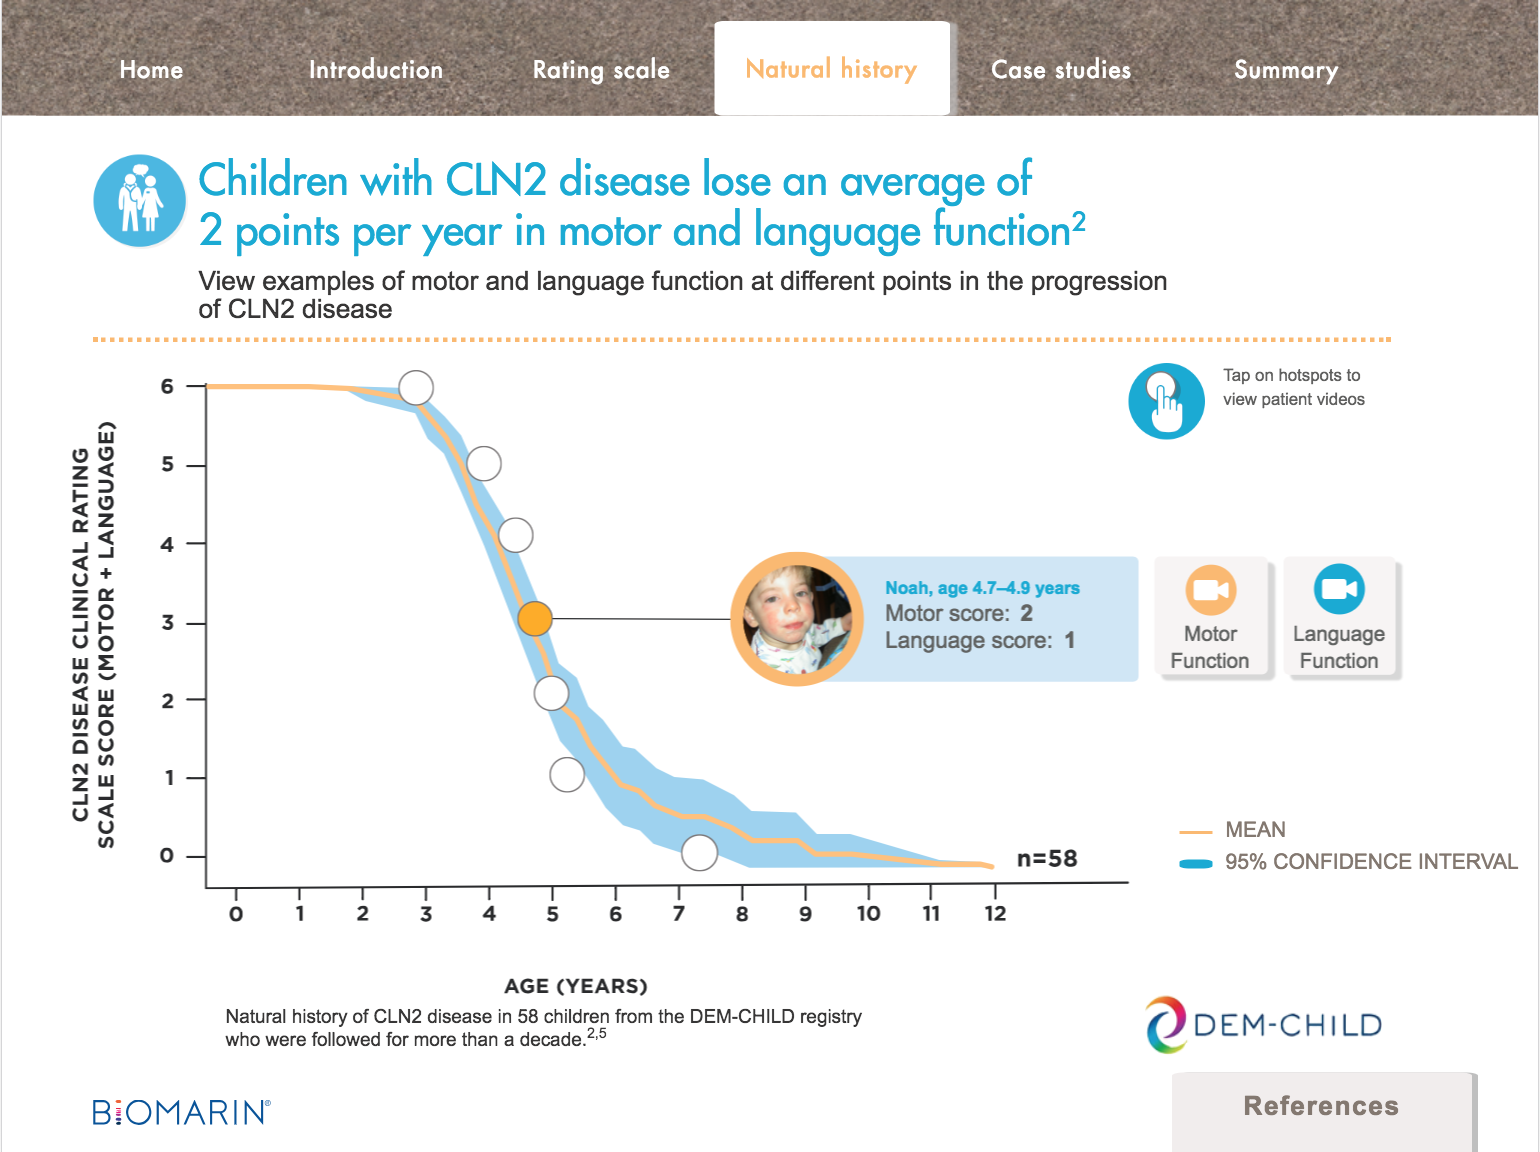 Home Introduction Rating scale Natural history Case studies Summary
Children with CLN2 disease lose an average of
2 points per year in motor and language function2
View examples of motor and language function at different points in the progression
of CLN2 disease
Tap on hotspots to
view patient videos
CLN2 DISEASE CLINICAL RATING
SCALE SCORE (MOTOR + LANGUAGE)
6
5
4
3
2
1
0
Noah, age 4.7–4.9 years
Motor score: 2
Language score: 1
Motor
Function
Language
Function
MEAN
95% CONFIDENCE INTERVAL
n=58
0 1 2 3 4 5 6 7 8 9 10 11 12
AGE (YEARS)
Natural history of CLN2 disease in 58 children from the DEM-CHILD registry
who were followed for more than a decade.2,5
DEM-CHILD
BIOMARIN®
References